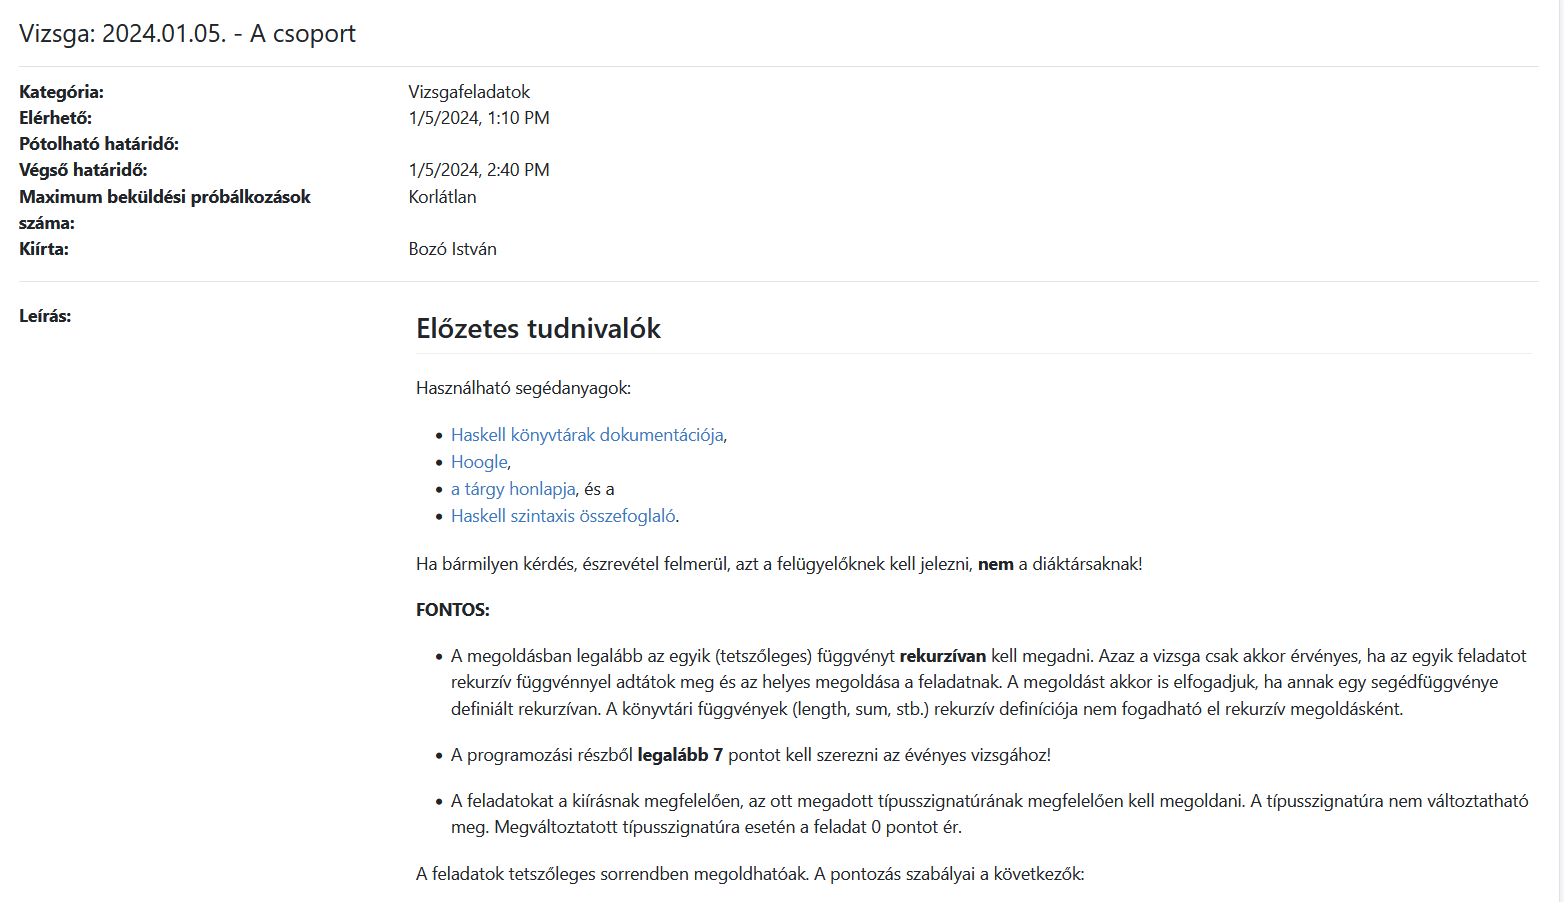 Vizsga: 2024.01.05. - A csoport
Kategória: Vizsgafeladatok
Elérhető: 1/5/2024, 1:10 PM
Pótolható határidő:
Végső határidő: 1/5/2024, 2:40 PM
Maximum beküldési próbálkozások Korlátlan
száma:
Kiírta: Bozó István
Leírás:
Előzetes tudnivalók
Használható segédanyagok:
• Haskell könyvtárak dokumentációja,
• Hoogle,
• a tárgy honlapja, és a
• Haskell szintaxis összefoglaló.
Ha bármilyen kérdés, észrevétel felmerül, azt a felügyelőknek kell jelezni, nem a diáktársaknak!
FONTOS:
• A megoldásban legalább az egyik (tetszőleges) függvényt rekurzívan kell megadni. Azaz a vizsga csak akkor érvényes, ha az egyik feladatot
rekurzív függvénnyel adtátok meg és az helyes megoldása a feladatnak. A megoldást akkor is elfogadjuk, ha annak egy segédfüggvénye
definiált rekurzívan. A könyvtári függvények (length, sum, stb.) rekurzív definíciója nem fogadható el rekurzív megoldásként.
• A programozási részből legalább 7 pontot kell szerezni az évényes vizsgához!
• A feladatokat a kiírásnak megfelelően, az ott megadott típusszignatúrának megfelelően kell megoldani. A típusszignatúra nem változtatható
meg. Megváltoztatott típusszignatúra esetén a feladat 0 pontot ér.
A feladatok tetszőleges sorrendben megoldhatóak. A pontozás szabályai a következők: